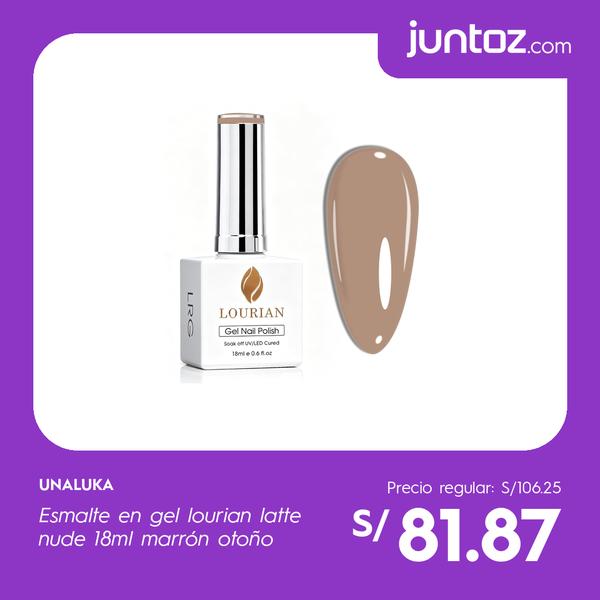 juntoz.com
LRG
LOURIAN
Gel Nail Polish
Soak off UV/LED Cured
18ml e 0.6 fl.oz
UNALUKA
Esmalte en gel lourian latte
nude 18ml marrón otoño
Precio regular: S/106.25
S/ 81.87